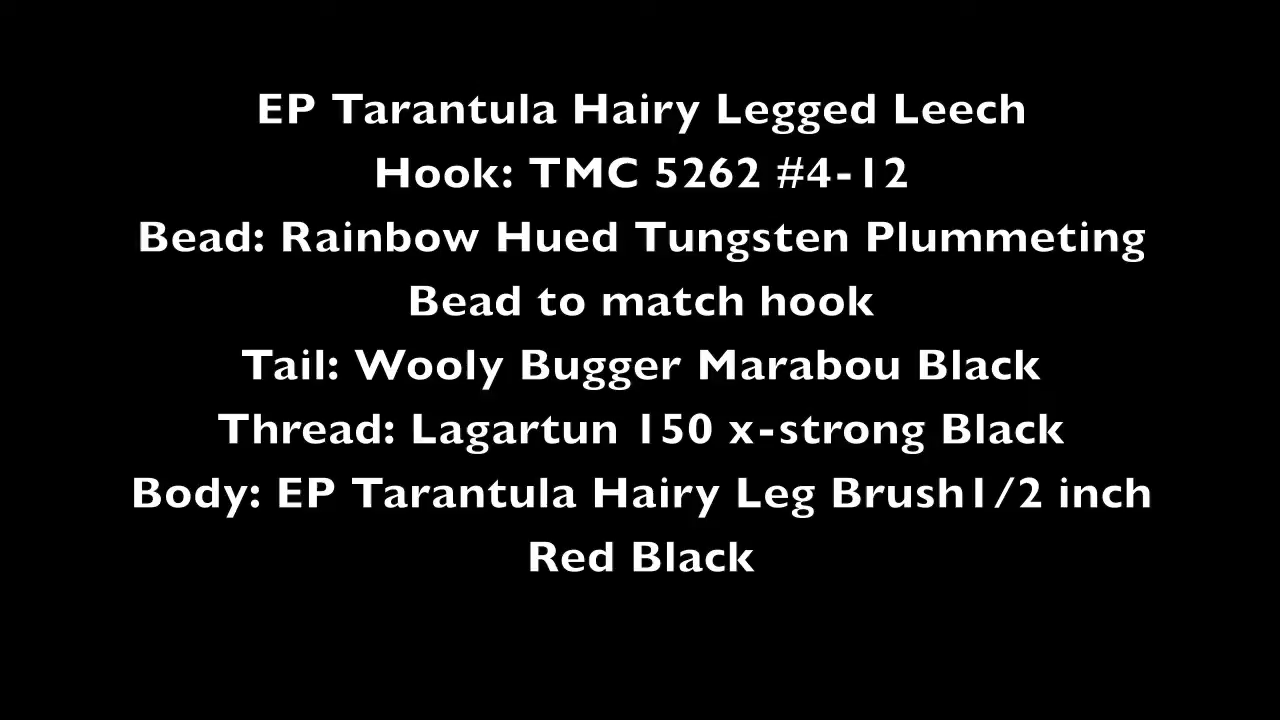 EP Tarantula Hairy Legged Leech
Hook: TMC 5262 #4-12
Bead: Rainbow Hued Tungsten Plummeting
Bead to match hook
Tail: Wooly Bugger Marabou Black
Thread: Lagartun 150 x-strong Black
Body: EP Tarantula Hairy Leg Brush1/2 inch
Red Black